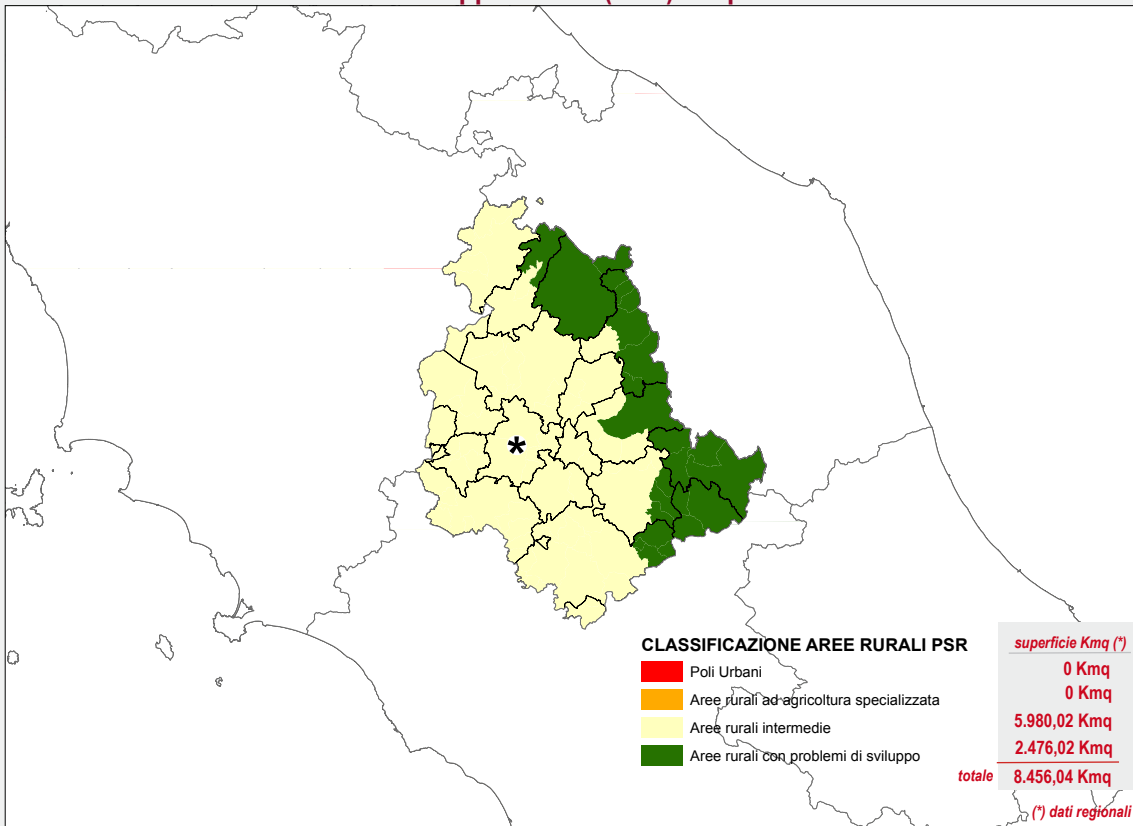 *
CLASSIFICAZIONE AREE RURALI PSR
superficie Kmq (*)
Poli Urbani
0 Kmq
Aree rurali ad agricoltura specializzata
0 Kmq
Aree rurali intermedie
5.980,02 Kmq
Aree rurali con problemi di sviluppo
2.476,02 Kmq
totale 8.456,04 Kmq
(*) dati regionali